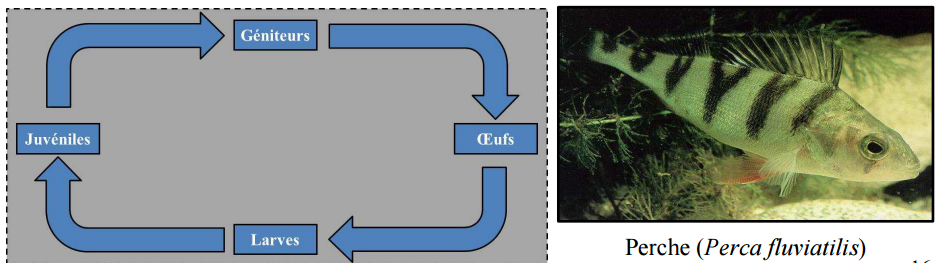 Géniteurs
Juvéniles
Œufs
Larves
Perche (Perca fluviatilis)